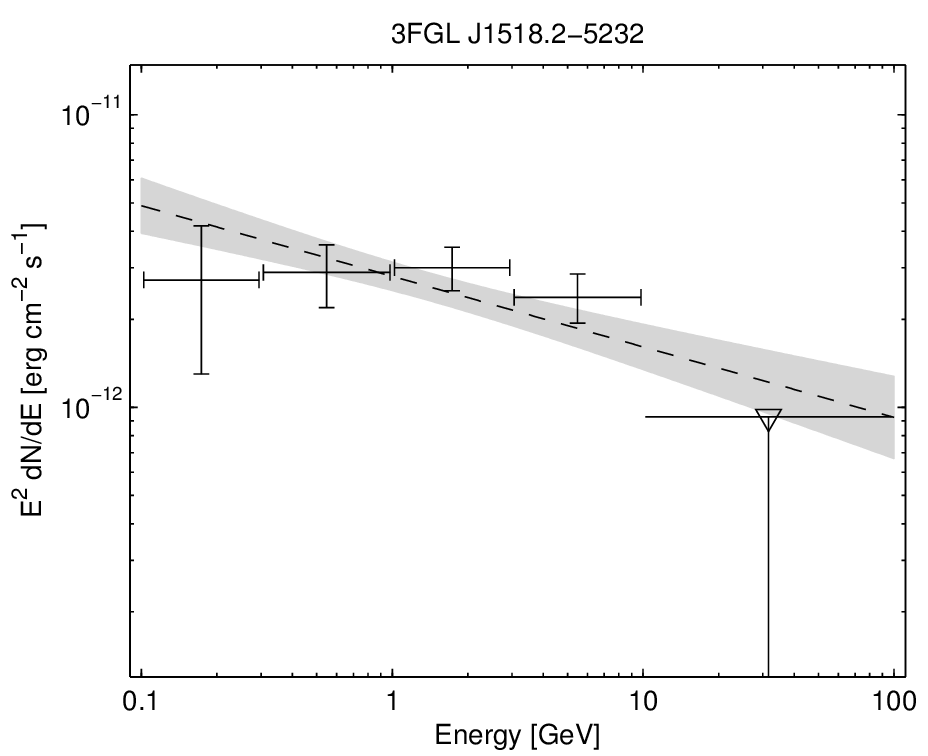 3FGL J1518.2−5232
10⁻¹¹
10⁻¹²
E² dN/dE [erg cm⁻² s⁻¹]
0.1 1 10 100
Energy [GeV]